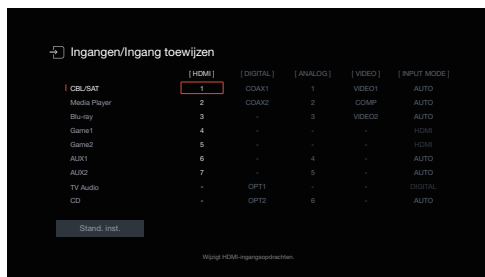 Ingangen/Ingang toewijzen
[ HDMI ] [ DIGITAL ] [ ANALOG ] [ VIDEO ] [ INPUT MODE ]
CBL/SAT 1 COAX1 1 VIDEO1 AUTO
Media Player 2 COAX2 2 COMP AUTO
Blu-ray 3 - 3 VIDEO2 AUTO
Game1 4 - - - HDMI
Game2 5 - - - HDMI
AUX1 6 - 4 - AUTO
AUX2 7 - 5 - AUTO
TV Audio - OPT1 - - DIGITAL
CD - OPT2 6 - AUTO
Stand. inst.
Wijzigt HDMI-ingangsopdrachten.